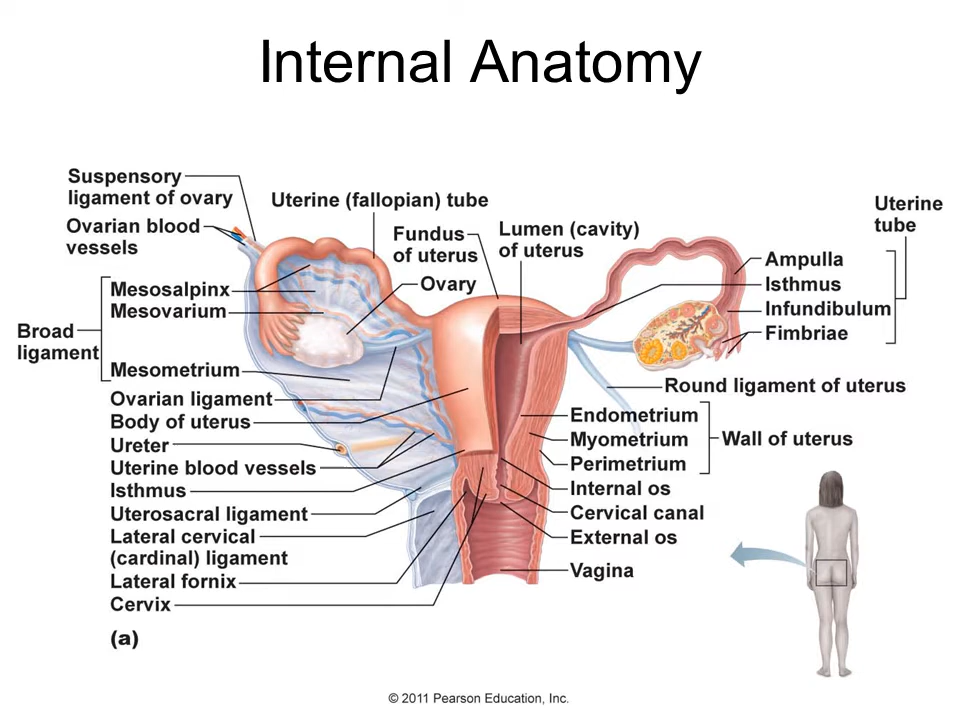 Internal Anatomy
Suspensory
ligament of ovary
Ovarian blood
vessels
Uterine (fallopian) tube
Fundus
of uterus
Ovary
Lumen (cavity)
of uterus
Uterine
tube
Ampulla
Isthmus
Infundibulum
Fimbriae
Broad
ligament
Mesosalpinx
Mesovarium
Mesometrium
Ovarian ligament
Body of uterus
Ureter
Uterine blood vessels
Isthmus
Uterosacral ligament
Lateral cervical
(cardinal) ligament
Lateral fornix
Cervix
Round ligament of uterus
Endometrium
Myometrium
Perimetrium
Wall of uterus
Internal os
Cervical canal
External os
Vagina
(a)
© 2011 Pearson Education, Inc.